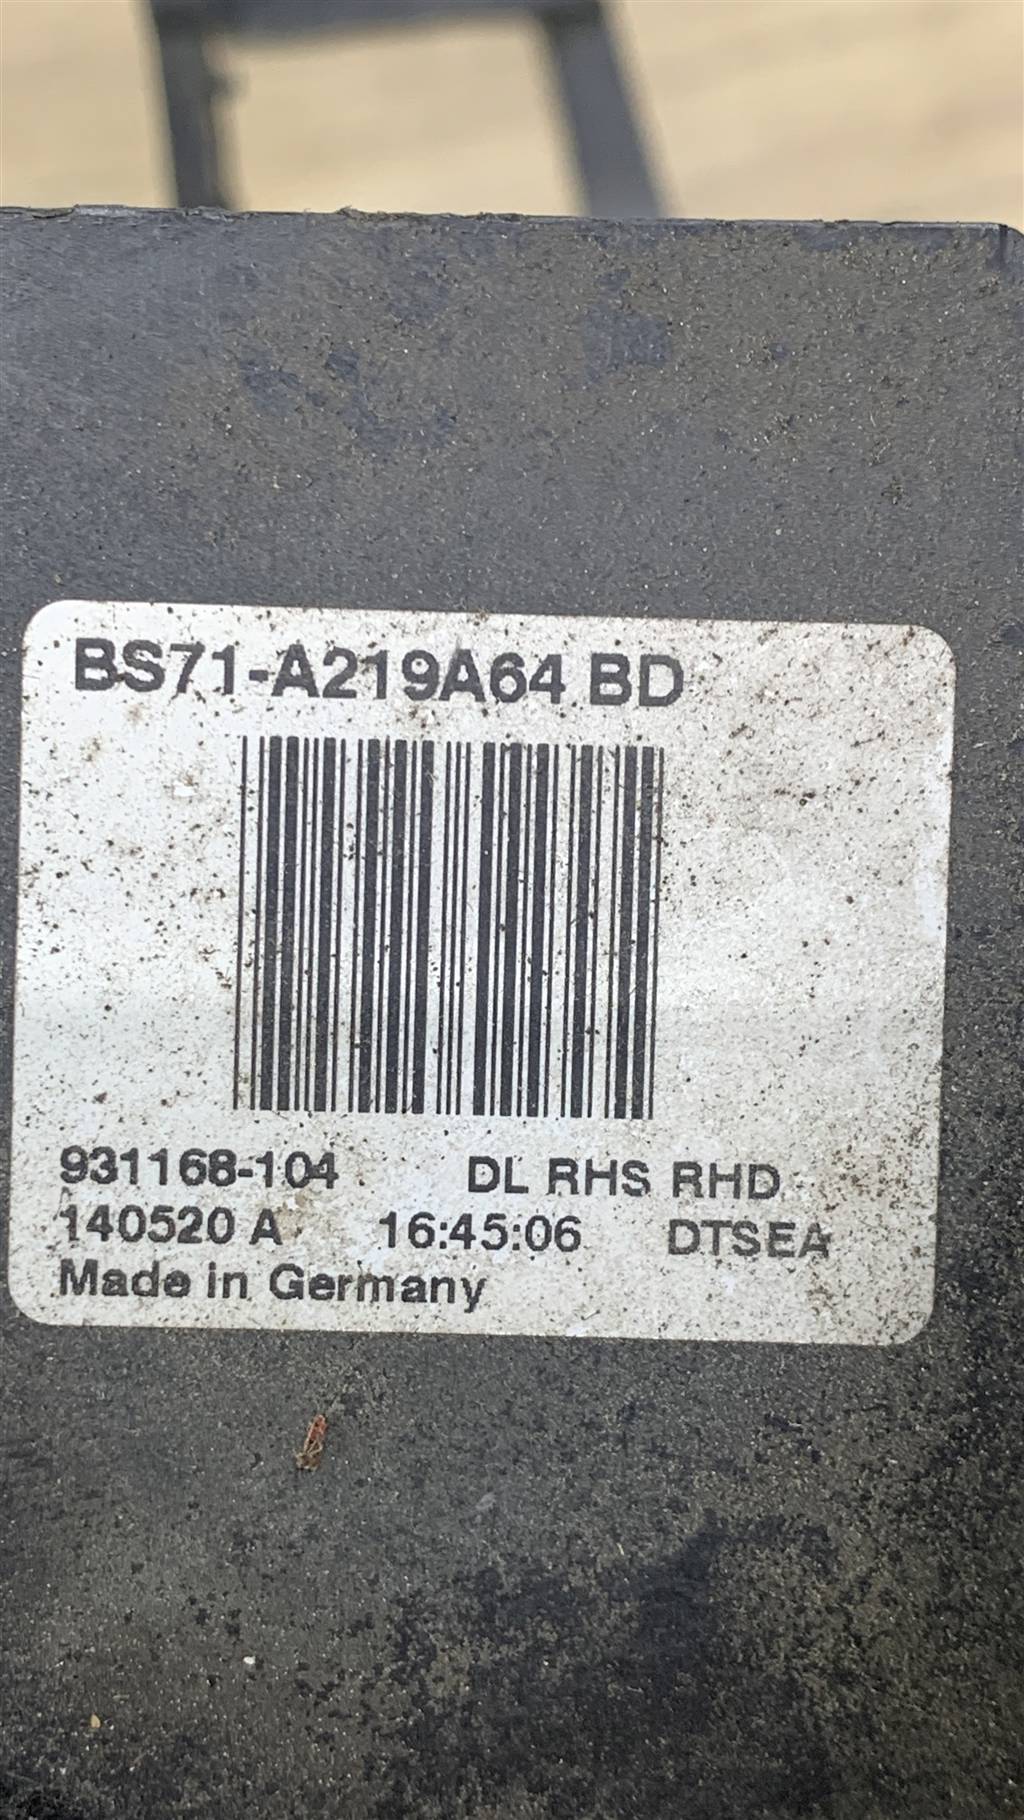 BS71-A219A64 BD
931168-104 DL RHS RHD
140520 A 16:45:06 DTSEA
Made in Germany